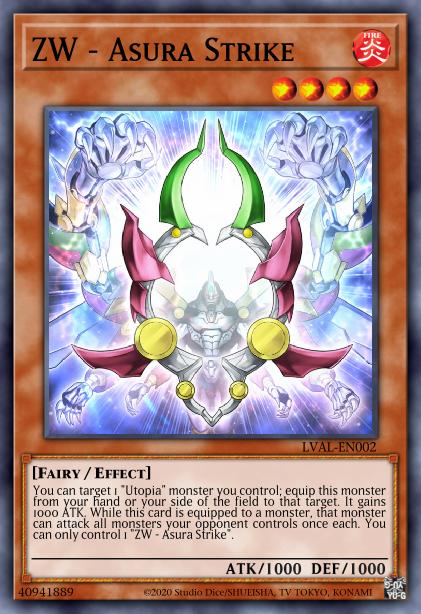 ZW - Asura Strike
FIRE
炎
LVAL-EN002
[Fairy / Effect]
You can target 1 "Utopia" monster you control; equip this monster
from your hand or your side of the field to that target. It gains
1000 ATK. While this card is equipped to a monster, that monster
can attack all monsters your opponent controls once each. You
can only control 1 "ZW - Asura Strike".
ATK/1000 DEF/1000
40941889
©2020 Studio Dice/SHUEISHA, TV TOKYO, KONAMI